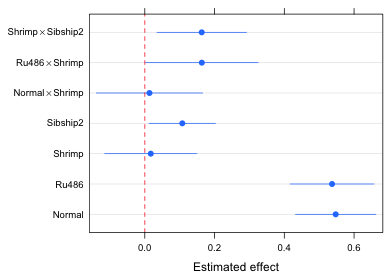 Shrimp × Sibship2
Ru486 × Shrimp
Normal × Shrimp
Sibship2
Shrimp
Ru486
Normal
0.0 0.2 0.4 0.6
Estimated effect